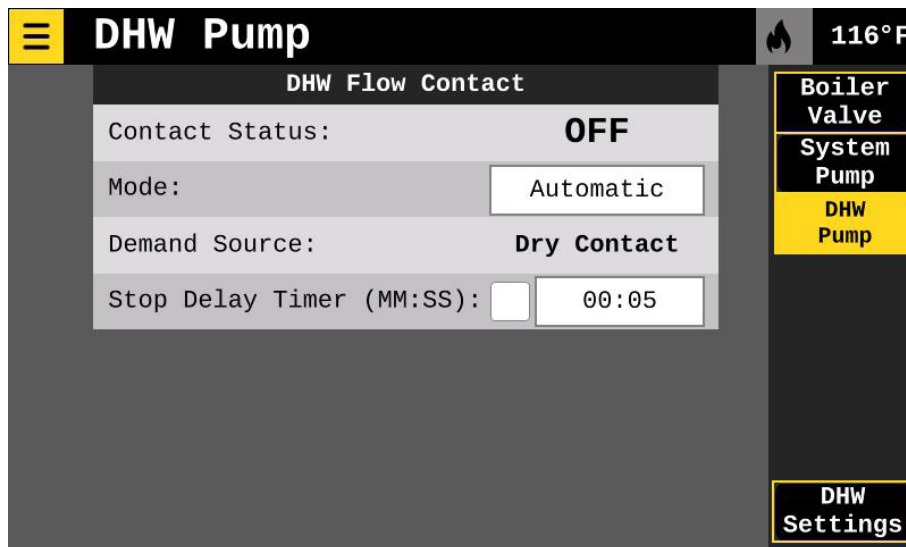 DHW Pump
116°F
DHW Flow Contact
Contact Status: OFF
Mode: Automatic
Demand Source: Dry Contact
Stop Delay Timer (MM:SS): 00:05
Boiler
Valve
System
Pump
DHW
Pump
DHW
Settings